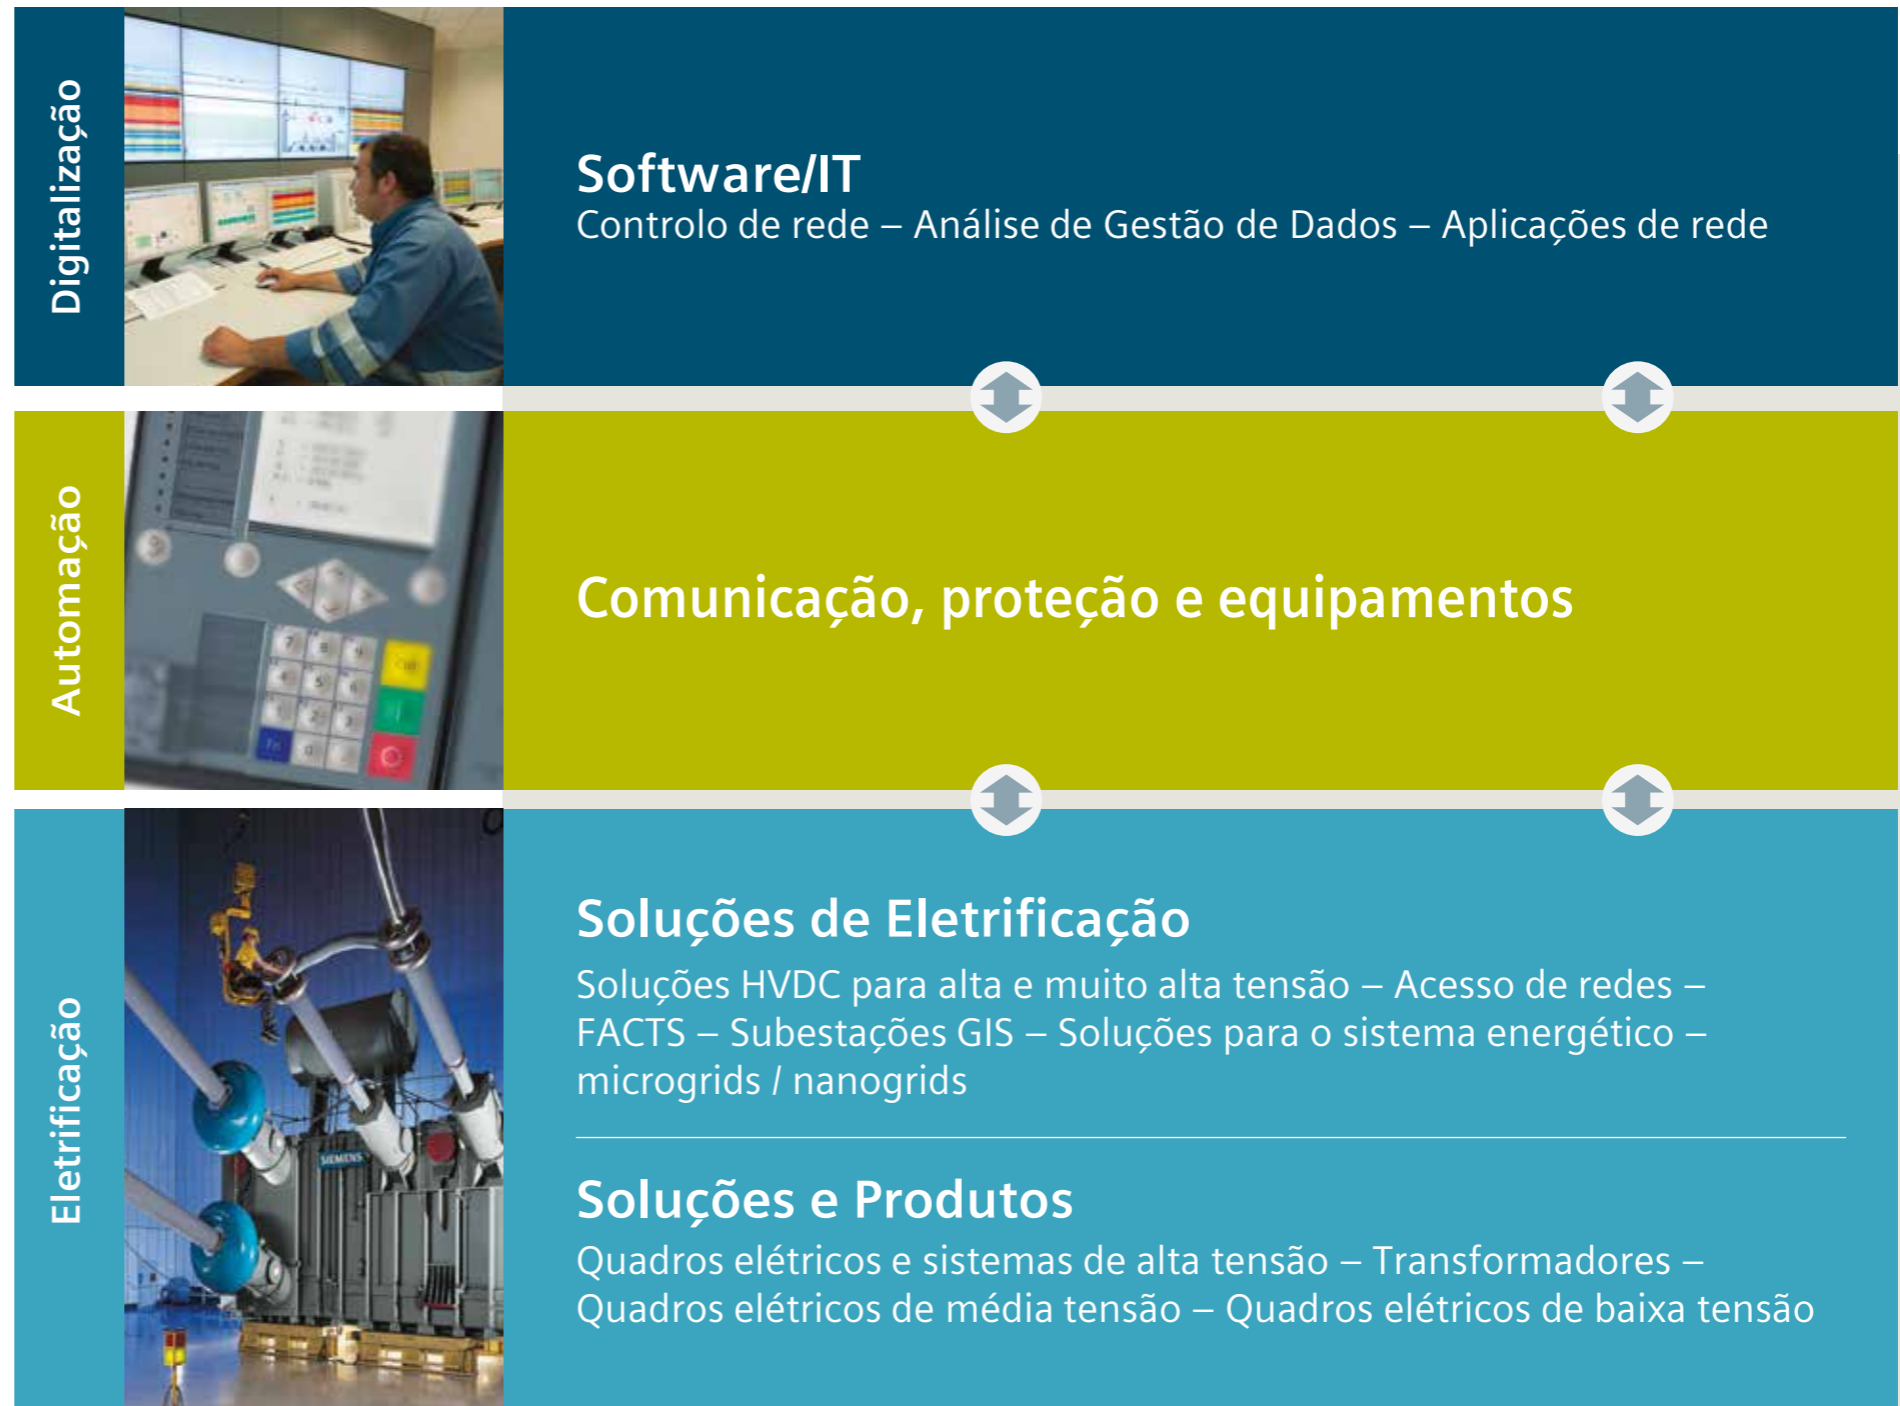 Digitalização
Software/IT
Controlo de rede – Análise de Gestão de Dados – Aplicações de rede
Automação
Comunicação, proteção e equipamentos
Eletrificação
Soluções de Eletrificação
Soluções HVDC para alta e muito alta tensão – Acesso de redes –
FACTS – Subestações GIS – Soluções para o sistema energético –
microgrids / nanogrids
SIEMENS
Soluções e Produtos
Quadros elétricos e sistemas de alta tensão – Transformadores –
Quadros elétricos de média tensão – Quadros elétricos de baixa tensão